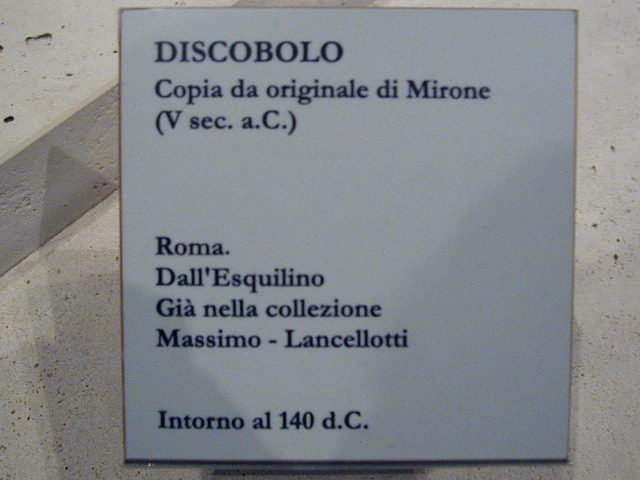 DISCOBOLO
Copia da originale di Mirone
(V sec. a.C.)
Roma.
Dall'Esquilino
Già nella collezione
Massimo - Lancellotti
Intorno al 140 d.C.